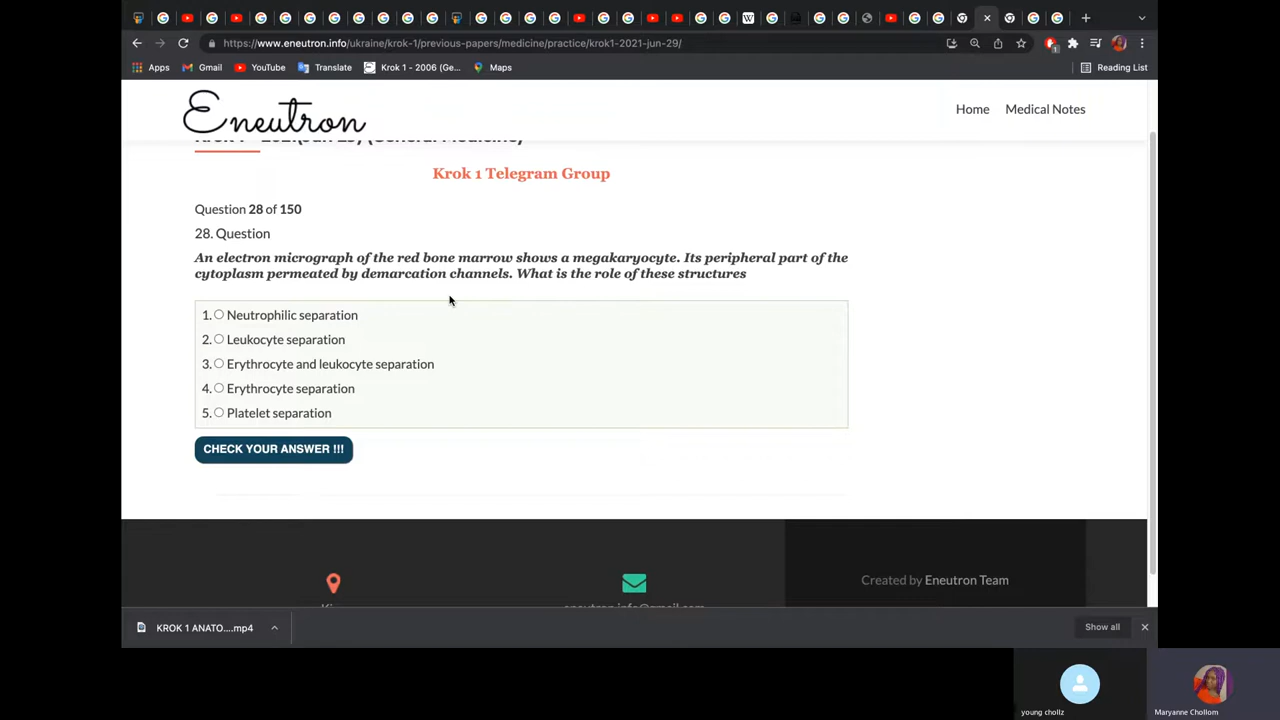 https://www.eneutron.info/ukraine/krok-1/previous-papers/medicine/practice/krok1-2021-jun-29/
Apps Gmail YouTube Translate Krok 1 - 2006 (Ge... Maps Reading List
Eneutron
Home Medical Notes
Krok 1 Telegram Group
Question 28 of 150
28. Question
An electron micrograph of the red bone marrow shows a megakaryocyte. Its peripheral part of the
cytoplasm permeated by demarcation channels. What is the role of these structures
1. Neutrophilic separation
2. Leukocyte separation
3. Erythrocyte and leukocyte separation
4. Erythrocyte separation
5. Platelet separation
CHECK YOUR ANSWER !!!
Created by Eneutron Team
KROK 1 ANATO....mp4
Show all
young chollz
Maryanne Chollom